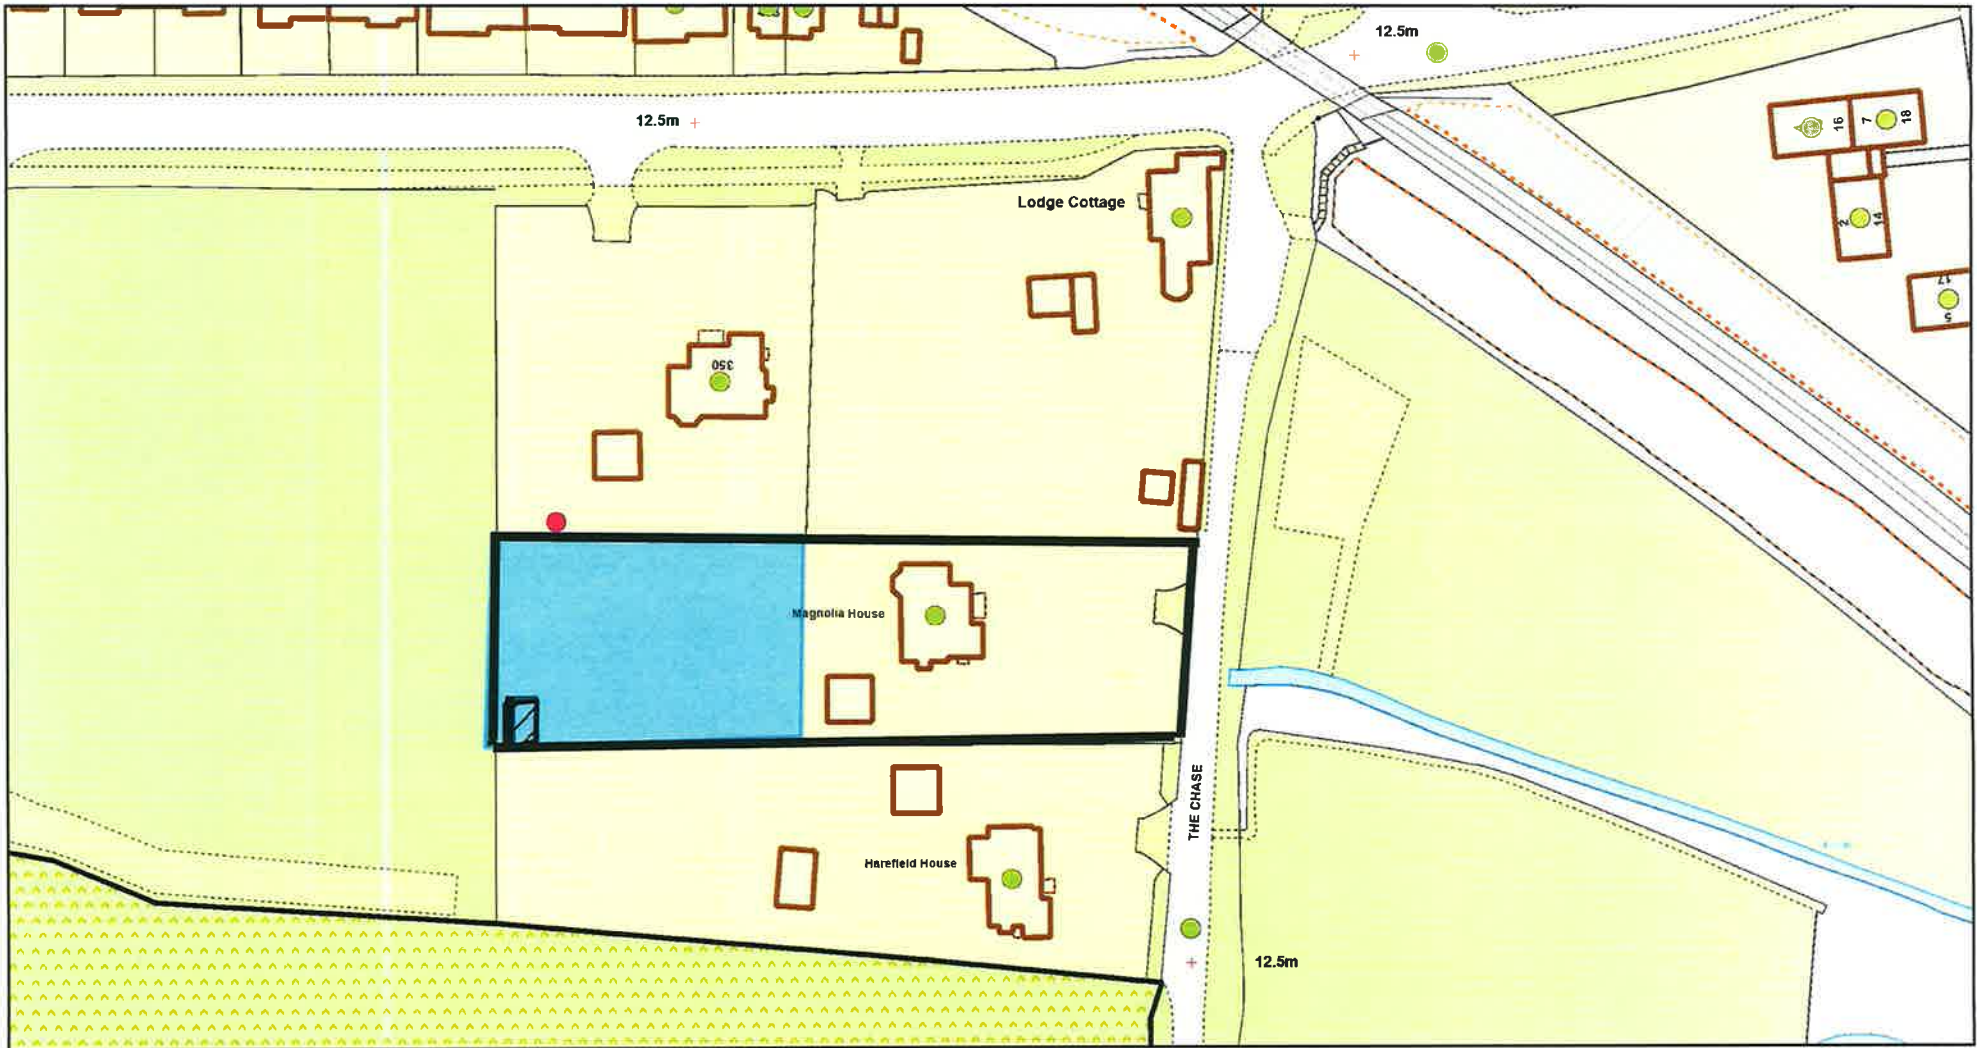 12.5m
12.5m
16
7
18
Lodge Cottage
2
14
17
5
350
Magnolia House
THE CHASE
Harefield House
12.5m